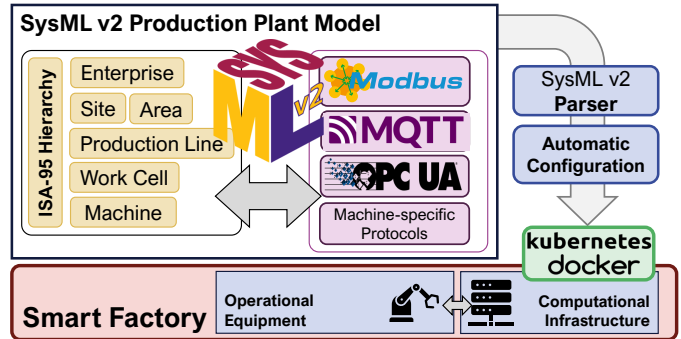 SysML v2 Production Plant Model
ISA-95 Hierarchy
Enterprise
Site
Area
Production Line
Work Cell
Machine
SYS
ML
v2
Modbus
MQTT
OPC UA
Machine-specific
Protocols
SysML v2
Parser
Automatic
Configuration
kubernetes
docker
Smart Factory
Operational
Equipment
Computational
Infrastructure